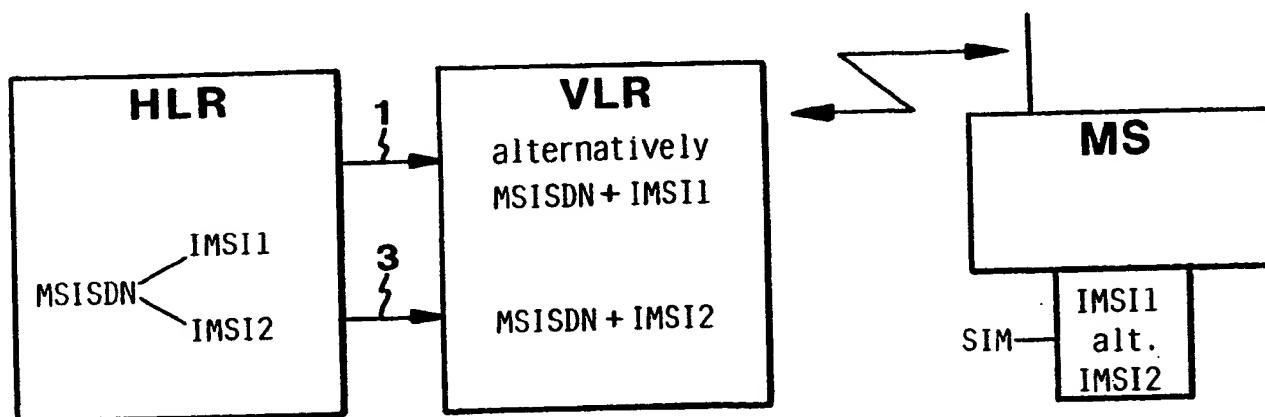 HLR
1
VLR
alternatively
MSISDN + IMSI1
MS
IMSI1
MSISDN
IMSI2
3
MSISDN + IMSI2
SIM
IMSI1
alt.
IMSI2